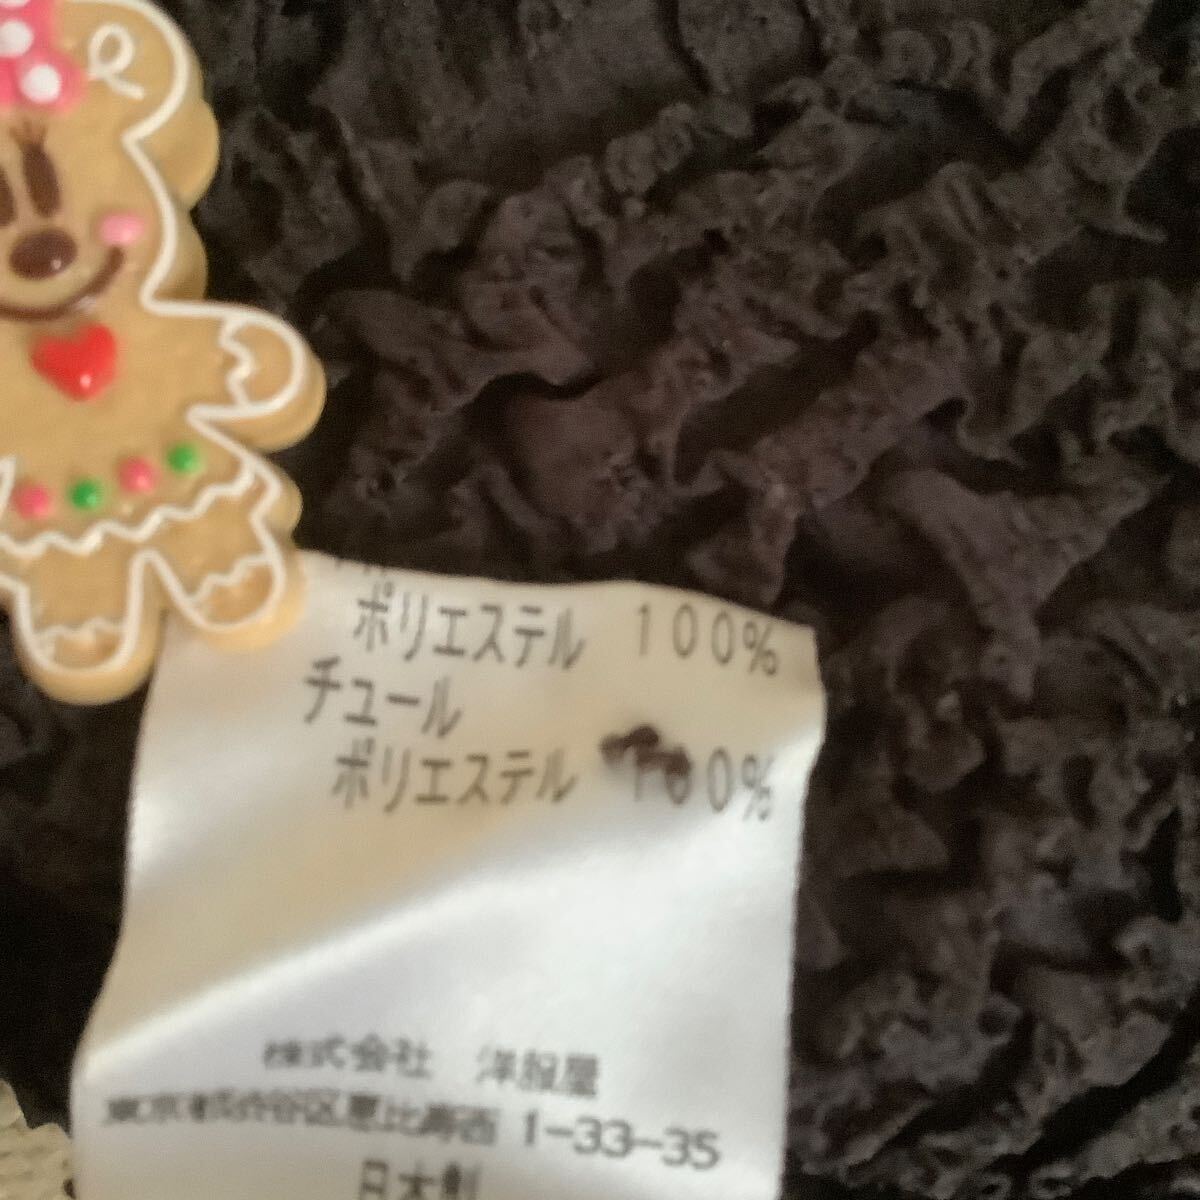 ポリエステル 100%
チュール
ポリエステル 100%
株式会社 洋服屋
東京都渋谷区恵比寿西 1-33-35
日本製